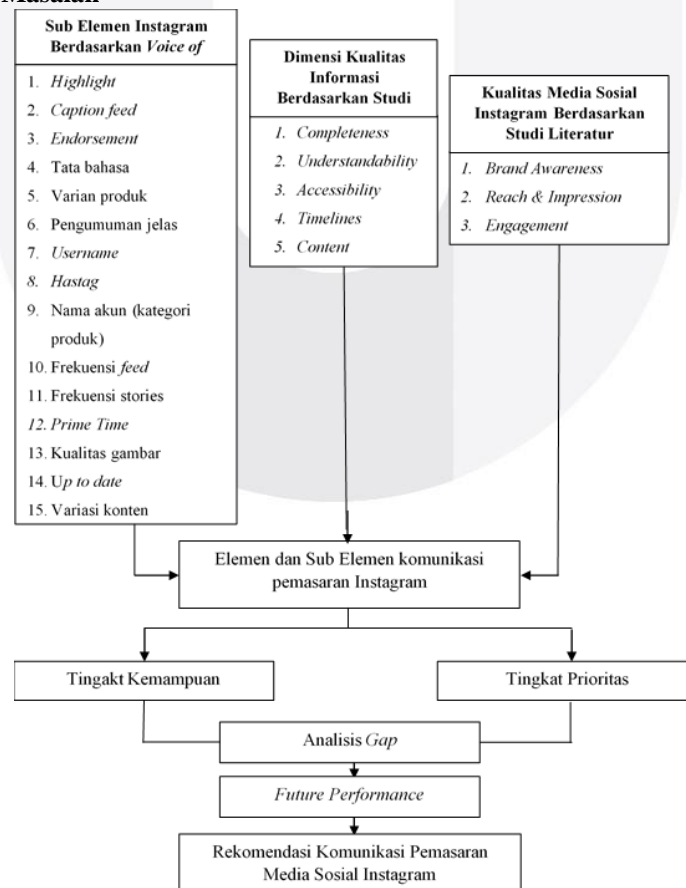 Masalah
Sub Elemen Instagram
Berdasarkan Voice of
1. Highlight
2. Caption feed
3. Endorsement
4. Tata bahasa
5. Varian produk
6. Pengumuman jelas
7. Username
8. Hastag
9. Nama akun (kategori
produk)
10. Frekuensi feed
11. Frekuensi stories
12. Prime Time
13. Kualitas gambar
14. Up to date
15. Variasi konten
Dimensi Kualitas
Informasi
Berdasarkan Studi
1. Completeness
2. Understandability
3. Accessibility
4. Timelines
5. Content
Kualitas Media Sosial
Instagram Berdasarkan
Studi Literatur
1. Brand Awareness
2. Reach & Impression
3. Engagement
Elemen dan Sub Elemen komunikasi
pemasaran Instagram
Tingakt Kemampuan
Tingkat Prioritas
Analisis Gap
Future Performance
Rekomendasi Komunikasi Pemasaran
Media Sosial Instagram